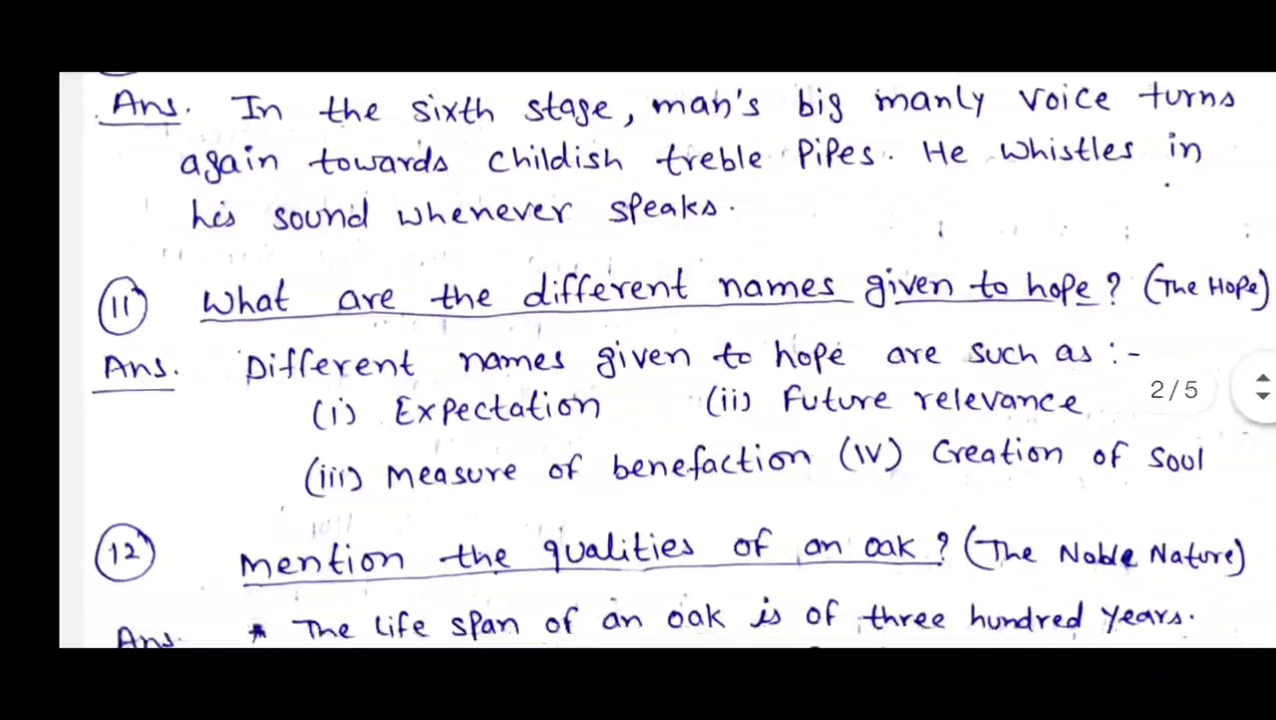 Ans. In the sixth stage, man's big manly voice turns
again towards childish treble pipes. He whistles in
his sound whenever speaks.
(11) What are the different names given to hope? (The Hope)
Ans. Different names given to hope are such as :-
(i) Expectation (ii) Future relevance
2/5
(iii) Measure of benefaction (IV) Creation of Soul
(12) Mention the qualities of an oak? (The Noble Nature)
Ans. * The life span of an oak is of three hundred years.